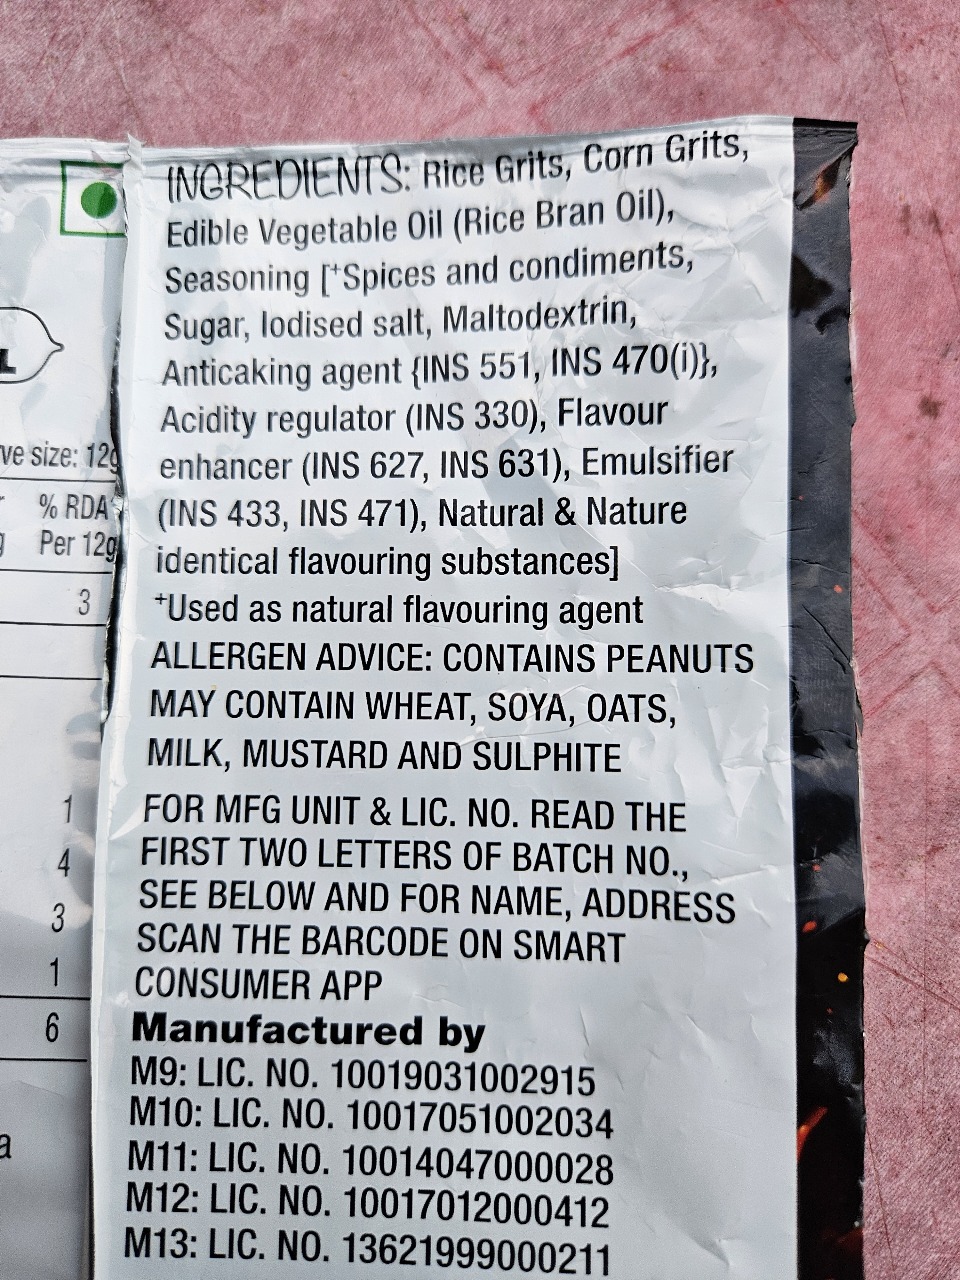 INGREDIENTS: Rice Grits, Corn Grits,
Edible Vegetable Oil (Rice Bran Oil),
Seasoning [⁺Spices and condiments,
Sugar, Iodised salt, Maltodextrin,
Anticaking agent {INS 551, INS 470(i)},
Acidity regulator (INS 330), Flavour
enhancer (INS 627, INS 631), Emulsifier
(INS 433, INS 471), Natural & Nature
identical flavouring substances]
⁺Used as natural flavouring agent
ALLERGEN ADVICE: CONTAINS PEANUTS
MAY CONTAIN WHEAT, SOYA, OATS,
MILK, MUSTARD AND SULPHITE
FOR MFG UNIT & LIC. NO. READ THE
FIRST TWO LETTERS OF BATCH NO.,
SEE BELOW AND FOR NAME, ADDRESS
SCAN THE BARCODE ON SMART
CONSUMER APP
Manufactured by
M9: LIC. NO. 10019031002915
M10: LIC. NO. 10017051002034
M11: LIC. NO. 10014047000028
M12: LIC. NO. 10017012000412
M13: LIC. NO. 13621999000211
size: 12g
% RDA
Per 12g
3
1
4
3
1
6